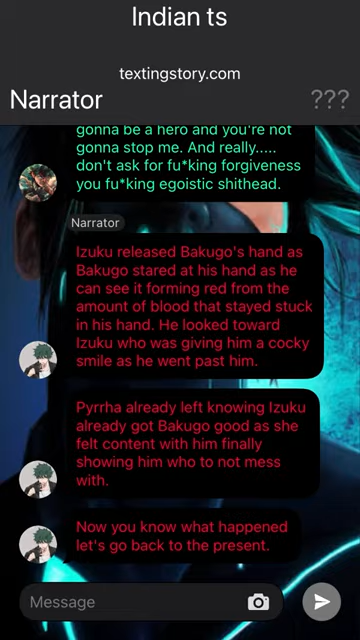 Indian ts
textingstory.com
Narrator
???
gonna be a hero and you're not
gonna stop me. And really.....
don't ask for fu*king forgiveness
you fu*king egoistic shithead.
Narrator
Izuku released Bakugo's hand as
Bakugo stared at his hand as he
can see it forming red from the
amount of blood that stayed stuck
in his hand. He looked toward
Izuku who was giving him a cocky
smile as he went past him.
Pyrrha already left knowing Izuku
already got Bakugo good as she
felt content with him finally
showing him who to not mess
with.
Now you know what happened
let's go back to the present.
Message